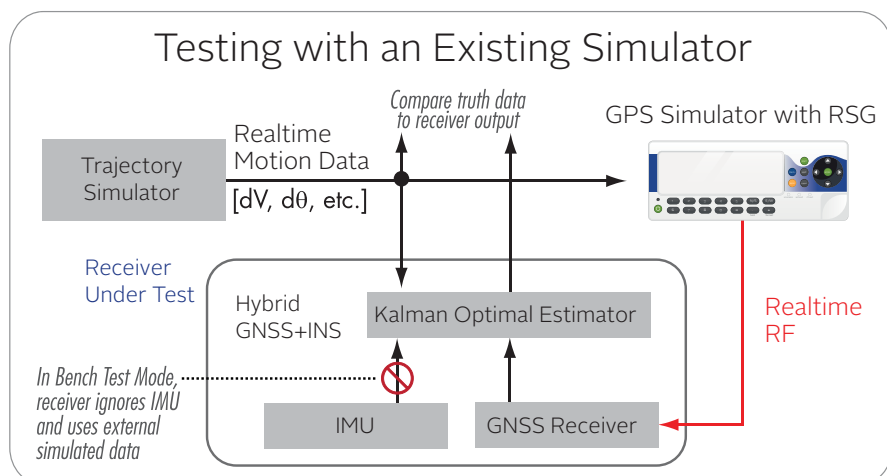 Testing with an Existing Simulator
Compare truth data
to receiver output
GPS Simulator with RSG
Trajectory
Simulator
Realtime
Motion Data
[dV, dθ, etc.]
Receiver
Under Test
Hybrid
GNSS+INS
Kalman Optimal Estimator
Realtime
RF
In Bench Test Mode,
receiver ignores IMU
and uses external
simulated data
IMU
GNSS Receiver